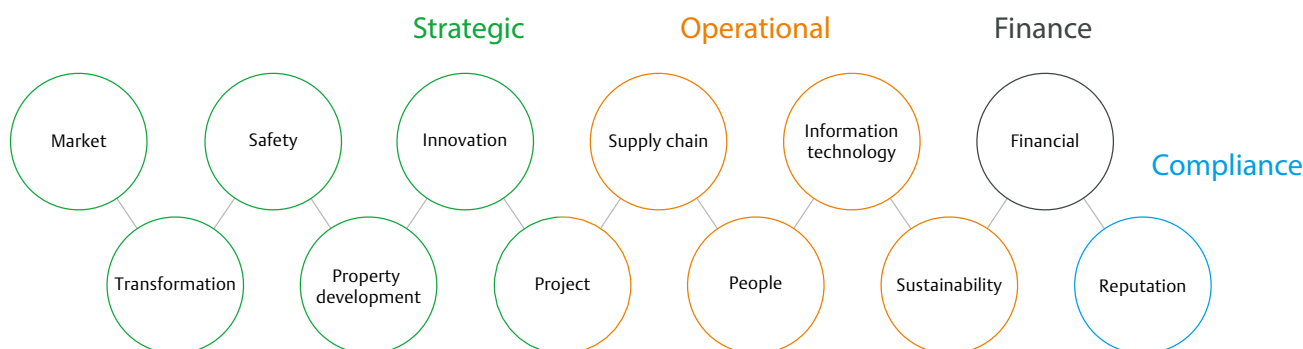 Strategic
Operational
Finance
Market
Safety
Innovation
Supply chain
Information
technology
Financial
Compliance
Transformation
Property
development
Project
People
Sustainability
Reputation